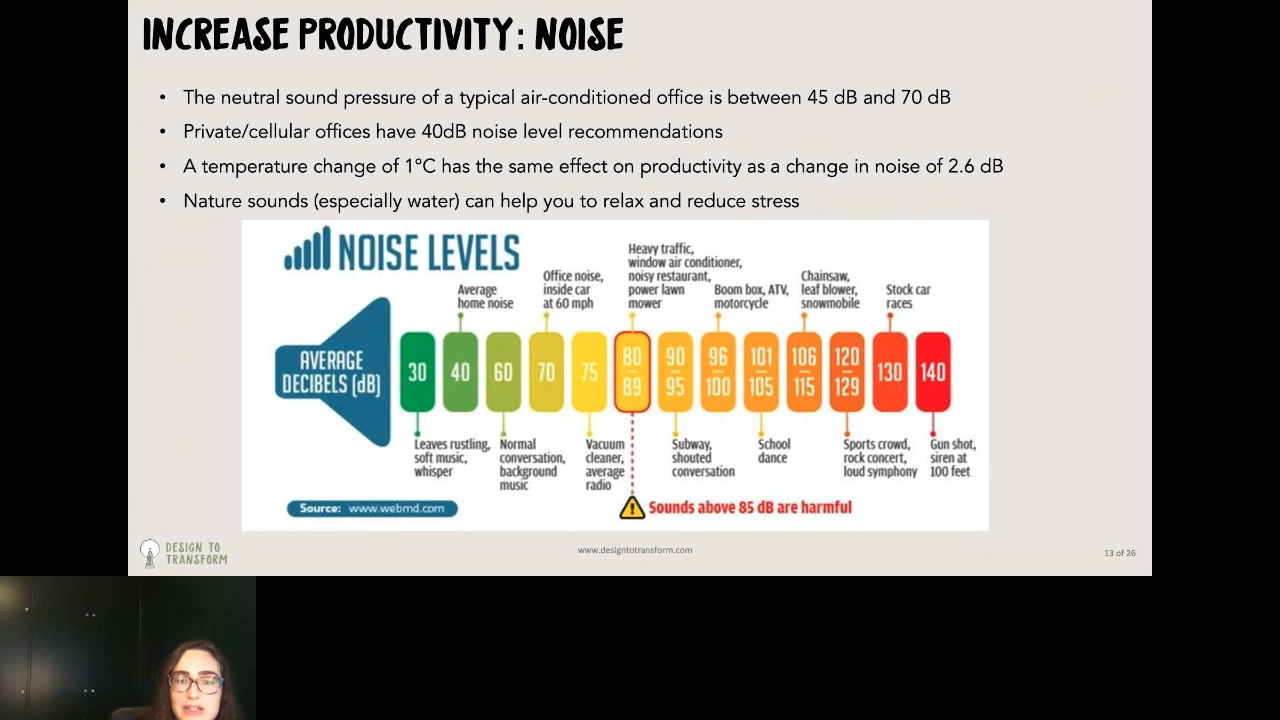 INCREASE PRODUCTIVITY: NOISE
• The neutral sound pressure of a typical air-conditioned office is between 45 dB and 70 dB
• Private/cellular offices have 40dB noise level recommendations
• A temperature change of 1°C has the same effect on productivity as a change in noise of 2.6 dB
• Nature sounds (especially water) can help you to relax and reduce stress
NOISE LEVELS
Average
home noise
Office noise,
inside car
at 60 mph
Heavy traffic,
window air conditioner,
noisy restaurant,
power lawn
mower
Boom box, ATV,
motorcycle
Chainsaw,
leaf blower,
snowmobile
Stock car
races
AVERAGE
DECIBELS (dB)
30
40
60
70
75
80
89
90
95
96
100
101
105
106
115
120
129
130
140
Leaves rustling,
soft music,
whisper
Normal
conversation,
background
music
Vacuum
cleaner,
average
radio
Subway,
shouted
conversation
School
dance
Sports crowd,
rock concert,
loud symphony
Gun shot,
siren at
100 feet
Source: www.webmd.com
Sounds above 85 dB are harmful
DESIGN TO
TRANSFORM
www.designtotransform.com
13 of 26